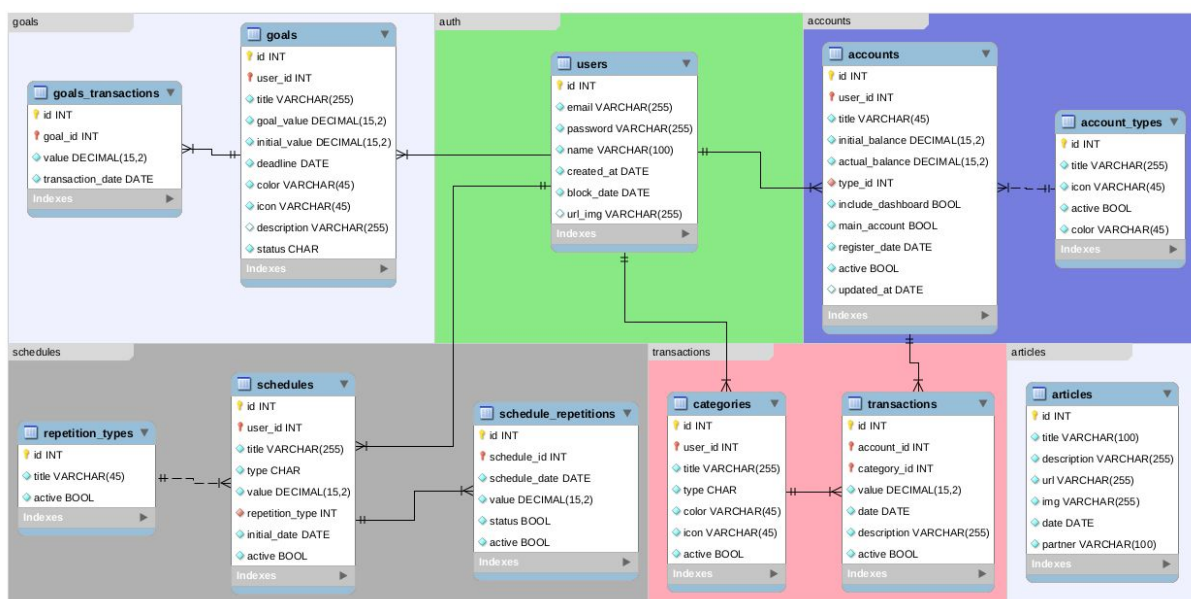 goals
goals
id INT
user_id INT
title VARCHAR(255)
goal_value DECIMAL(15,2)
initial_value DECIMAL(15,2)
deadline DATE
color VARCHAR(45)
icon VARCHAR(45)
description VARCHAR(255)
status CHAR
Indexes
goals_transactions
id INT
goal_id INT
value DECIMAL(15,2)
transaction_date DATE
Indexes
auth
users
id INT
email VARCHAR(255)
password VARCHAR(255)
name VARCHAR(100)
created_at DATE
block_date DATE
url_img VARCHAR(255)
Indexes
accounts
accounts
id INT
user_id INT
title VARCHAR(45)
initial_balance DECIMAL(15,2)
actual_balance DECIMAL(15,2)
type_id INT
include_dashboard BOOL
main_account BOOL
register_date DATE
active BOOL
updated_at DATE
Indexes
account_types
id INT
title VARCHAR(255)
icon VARCHAR(45)
active BOOL
color VARCHAR(45)
Indexes
schedules
repetition_types
id INT
title VARCHAR(45)
active BOOL
Indexes
schedules
id INT
user_id INT
title VARCHAR(255)
type CHAR
value DECIMAL(15,2)
repetition_type INT
initial_date DATE
active BOOL
Indexes
schedule_repetitions
id INT
schedule_id INT
schedule_date DATE
value DECIMAL(15,2)
status BOOL
active BOOL
Indexes
transactions
categories
id INT
user_id INT
title VARCHAR(255)
type CHAR
color VARCHAR(45)
icon VARCHAR(45)
active BOOL
Indexes
transactions
id INT
account_id INT
category_id INT
value DECIMAL(15,2)
date DATE
description VARCHAR(255)
active BOOL
Indexes
articles
articles
id INT
title VARCHAR(100)
description VARCHAR(255)
url VARCHAR(255)
img VARCHAR(255)
date DATE
partner VARCHAR(100)
Indexes